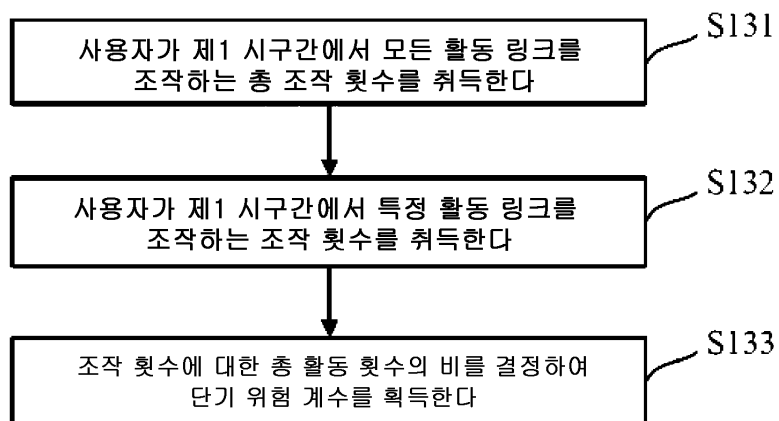 S131
사용자가 제1 시구간에서 모든 활동 링크를
조작하는 총 조작 횟수를 취득한다
S132
사용자가 제1 시구간에서 특정 활동 링크를
조작하는 조작 횟수를 취득한다
S133
조작 횟수에 대한 총 활동 횟수의 비를 결정하여
단기 위험 계수를 획득한다